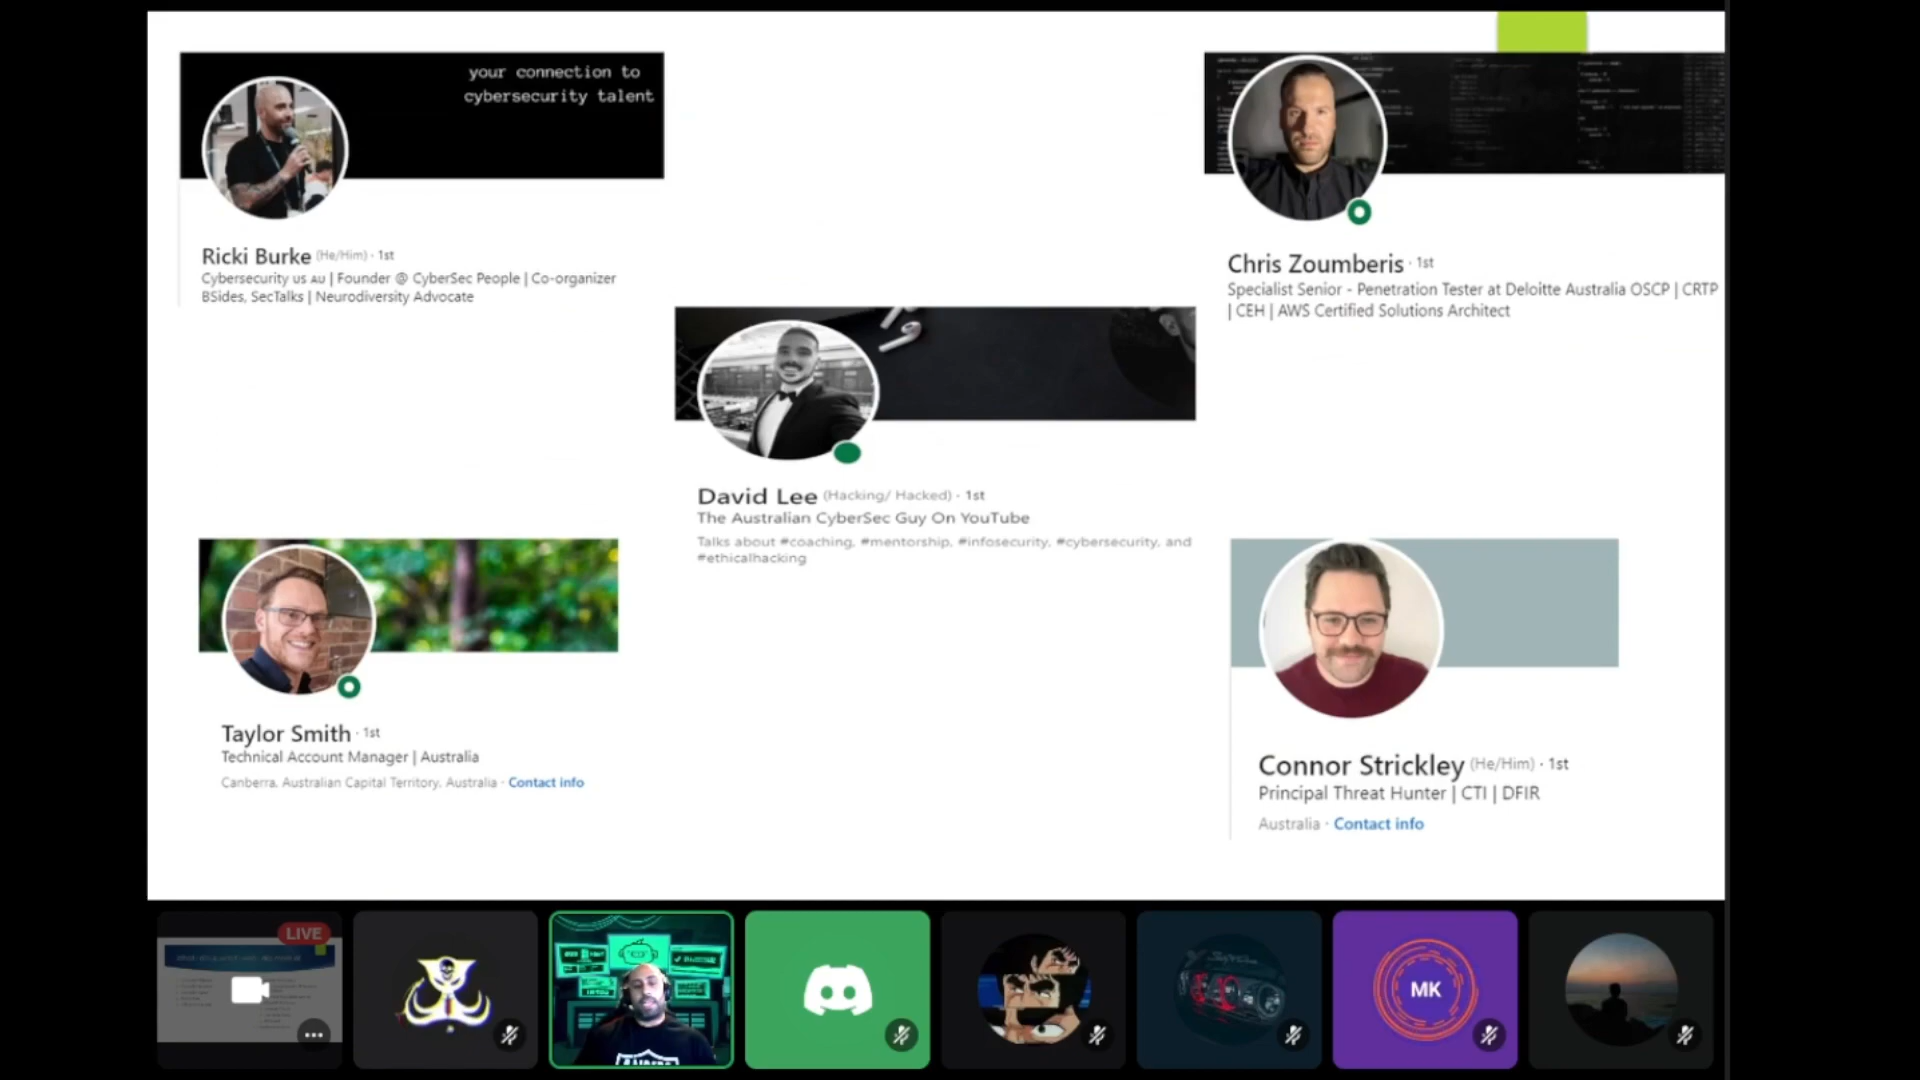 your connection to
cybersecurity talent
Ricki Burke (He/Him) · 1st
Cybersecurity us AU | Founder @ CyberSec People | Co-organizer
BSides, SecTalks | Neurodiversity Advocate
Chris Zoumberis · 1st
Specialist Senior - Penetration Tester at Deloitte Australia OSCP | CRTP
| CEH | AWS Certified Solutions Architect
David Lee (Hacking/ Hacked) · 1st
The Australian CyberSec Guy On YouTube
Talks about #coaching, #mentorship, #infosecurity, #cybersecurity, and
#ethicalhacking
Taylor Smith · 1st
Technical Account Manager | Australia
Canberra, Australian Capital Territory, Australia · Contact info
Connor Strickley (He/Him) · 1st
Principal Threat Hunter | CTI | DFIR
Australia · Contact info
LIVE
MK